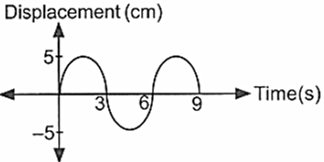 Displacement (cm)
5
3 6 9 Time(s)
-5